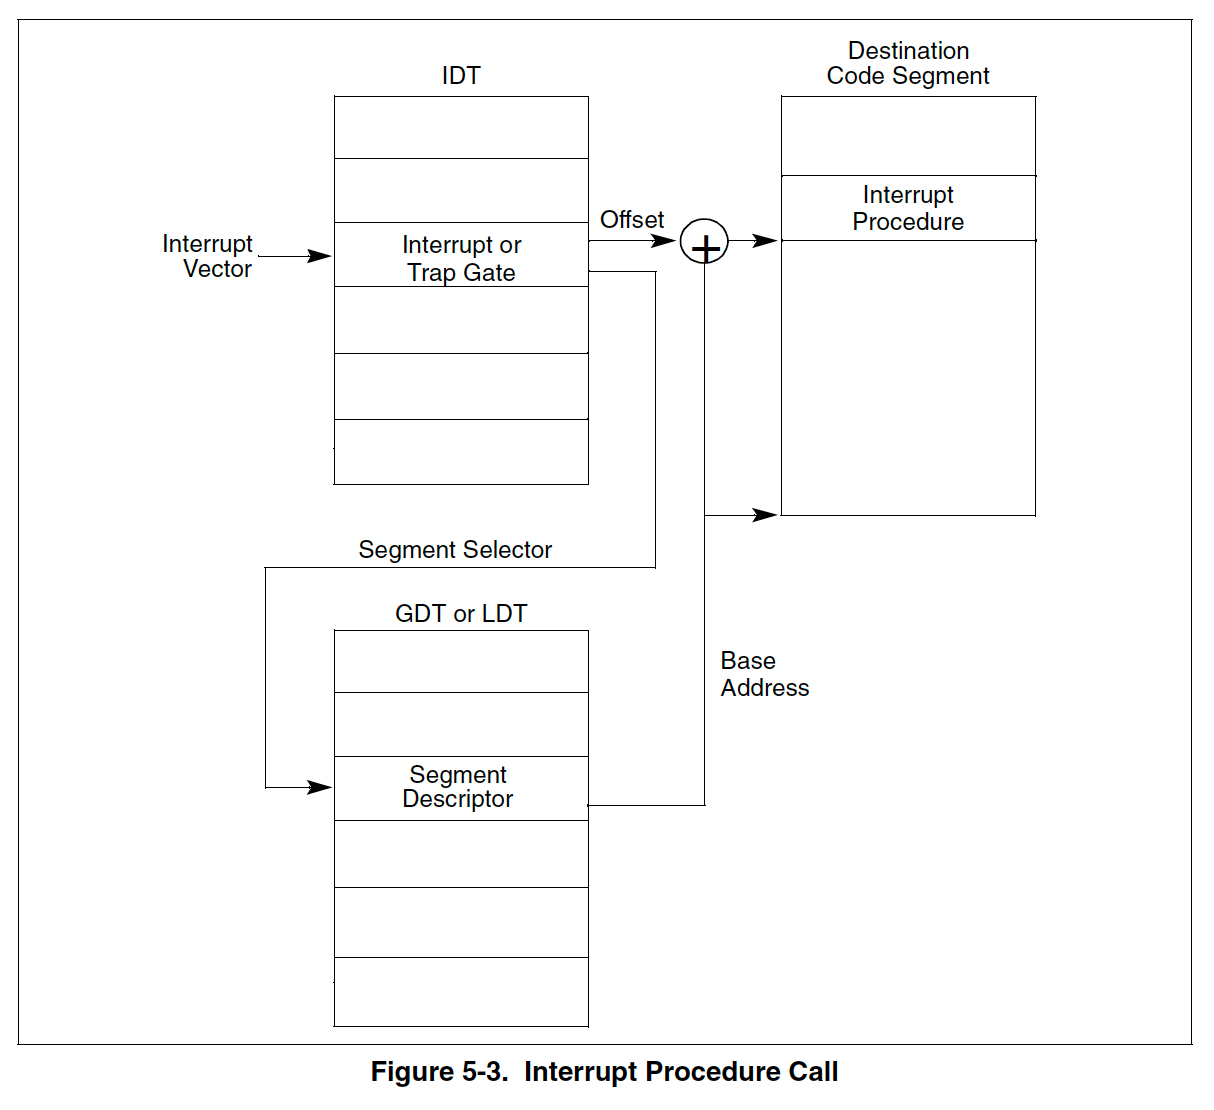 IDT
Destination
Code Segment
Interrupt
Vector
Interrupt or
Trap Gate
Offset
+
Interrupt
Procedure
Segment Selector
GDT or LDT
Segment
Descriptor
Base
Address
Figure 5-3. Interrupt Procedure Call